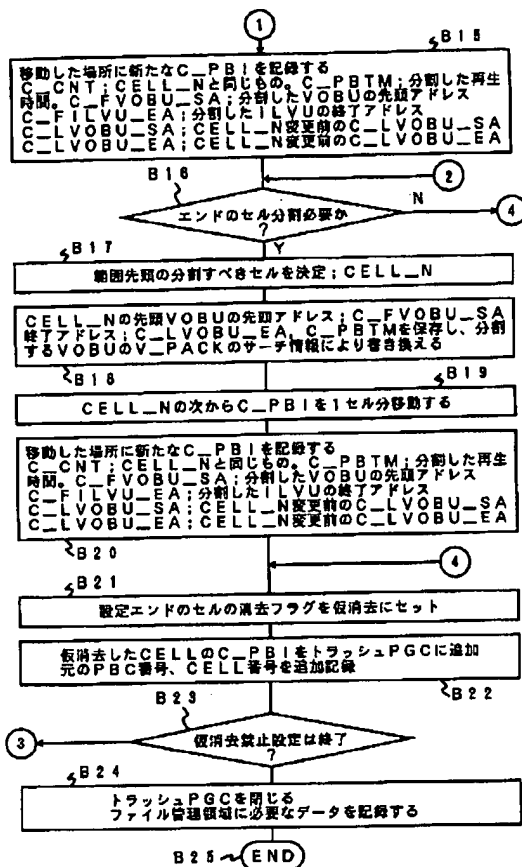 1
B15
移動した場所に新たなC_PBIを記録する
C_CNT;CELL_Nと同じもの。C_PBTM;分割した再生
時間。C_FVOBU_SA;分割したVOBUの先頭アドレス
C_FILVU_EA;分割したILVUの終了アドレス
C_LVOBU_SA;CELL_N変更前のC_LVOBU_SA
C_LVOBU_EA;CELL_N変更前のC_LVOBU_EA
2
B16
エンドのセル分割必要か
?
N
4
Y
B17
範囲先頭の分割すべきセルを決定;CELL_N
CELL_Nの先頭VOBUの先頭アドレス;C_FVOBU_SA
終了アドレス;C_LVOBU_EA、C_PBTMを保存し、分割
するVOBUのV_PACKのサーチ情報により書き換える
B18
B19
CELL_Nの次からC_PBIを1セル分移動する
移動した場所に新たなC_PBIを記録する
C_CNT;CELL_Nと同じもの。C_PBTM;分割した再生
時間。C_FVOBU_SA;分割したVOBUの先頭アドレス
C_FILVU_EA;分割したILVUの終了アドレス
C_LVOBU_SA;CELL_N変更前のC_LVOBU_SA
C_LVOBU_EA;CELL_N変更前のC_LVOBU_EA
B20
4
B21
設定エンドのセルの消去フラグを仮消去にセット
仮消去したCELLのC_PBIをトラッシュPGCに追加
元のPBC番号、CELL番号を追加記録
B22
B23
3
仮消去禁止設定は終了
?
B24
トラッシュPGCを閉じる
ファイル管理領域に必要なデータを記録する
B25
END